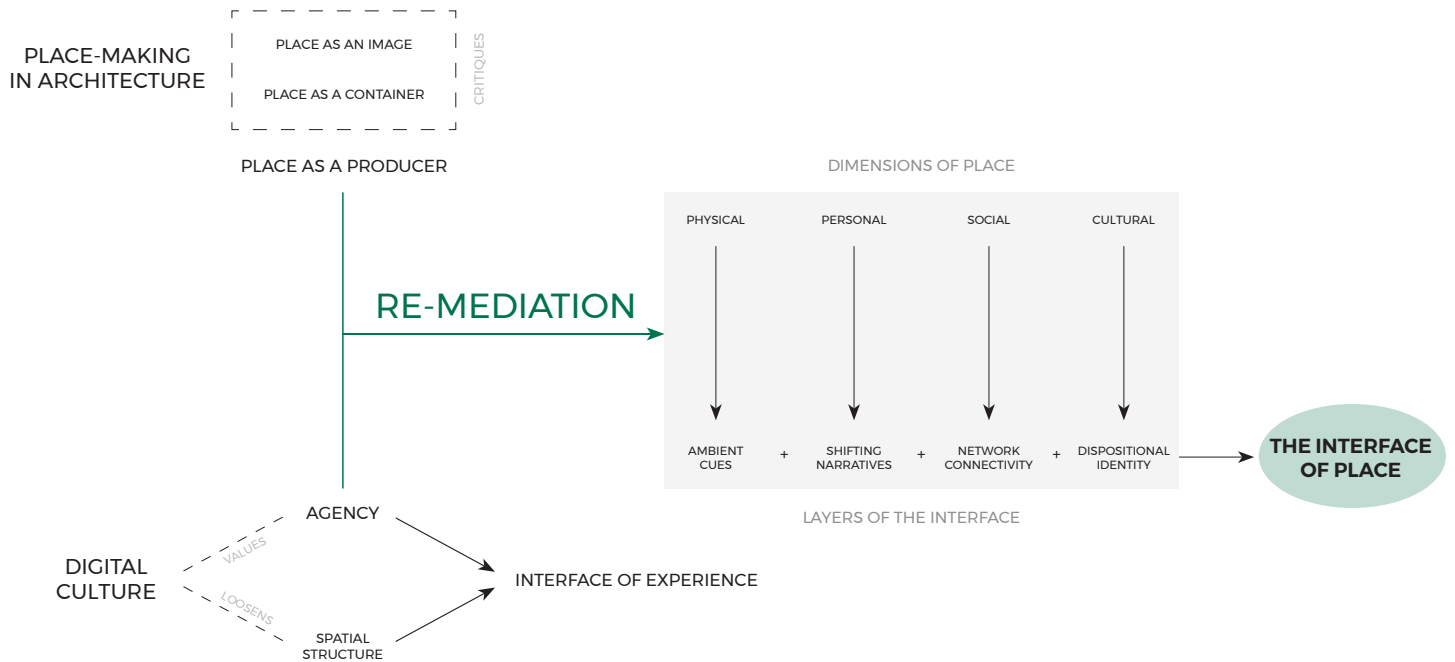 PLACE-MAKING
IN ARCHITECTURE
PLACE AS AN IMAGE
PLACE AS A CONTAINER
CRITIQUES
PLACE AS A PRODUCER
DIMENSIONS OF PLACE
PHYSICAL
PERSONAL
SOCIAL
CULTURAL
RE-MEDIATION
AMBIENT
CUES
+
SHIFTING
NARRATIVES
+
NETWORK
CONNECTIVITY
+
DISPOSITIONAL
IDENTITY
THE INTERFACE
OF PLACE
LAYERS OF THE INTERFACE
AGENCY
VALUES
DIGITAL
CULTURE
LOOSENS
INTERFACE OF EXPERIENCE
SPATIAL
STRUCTURE